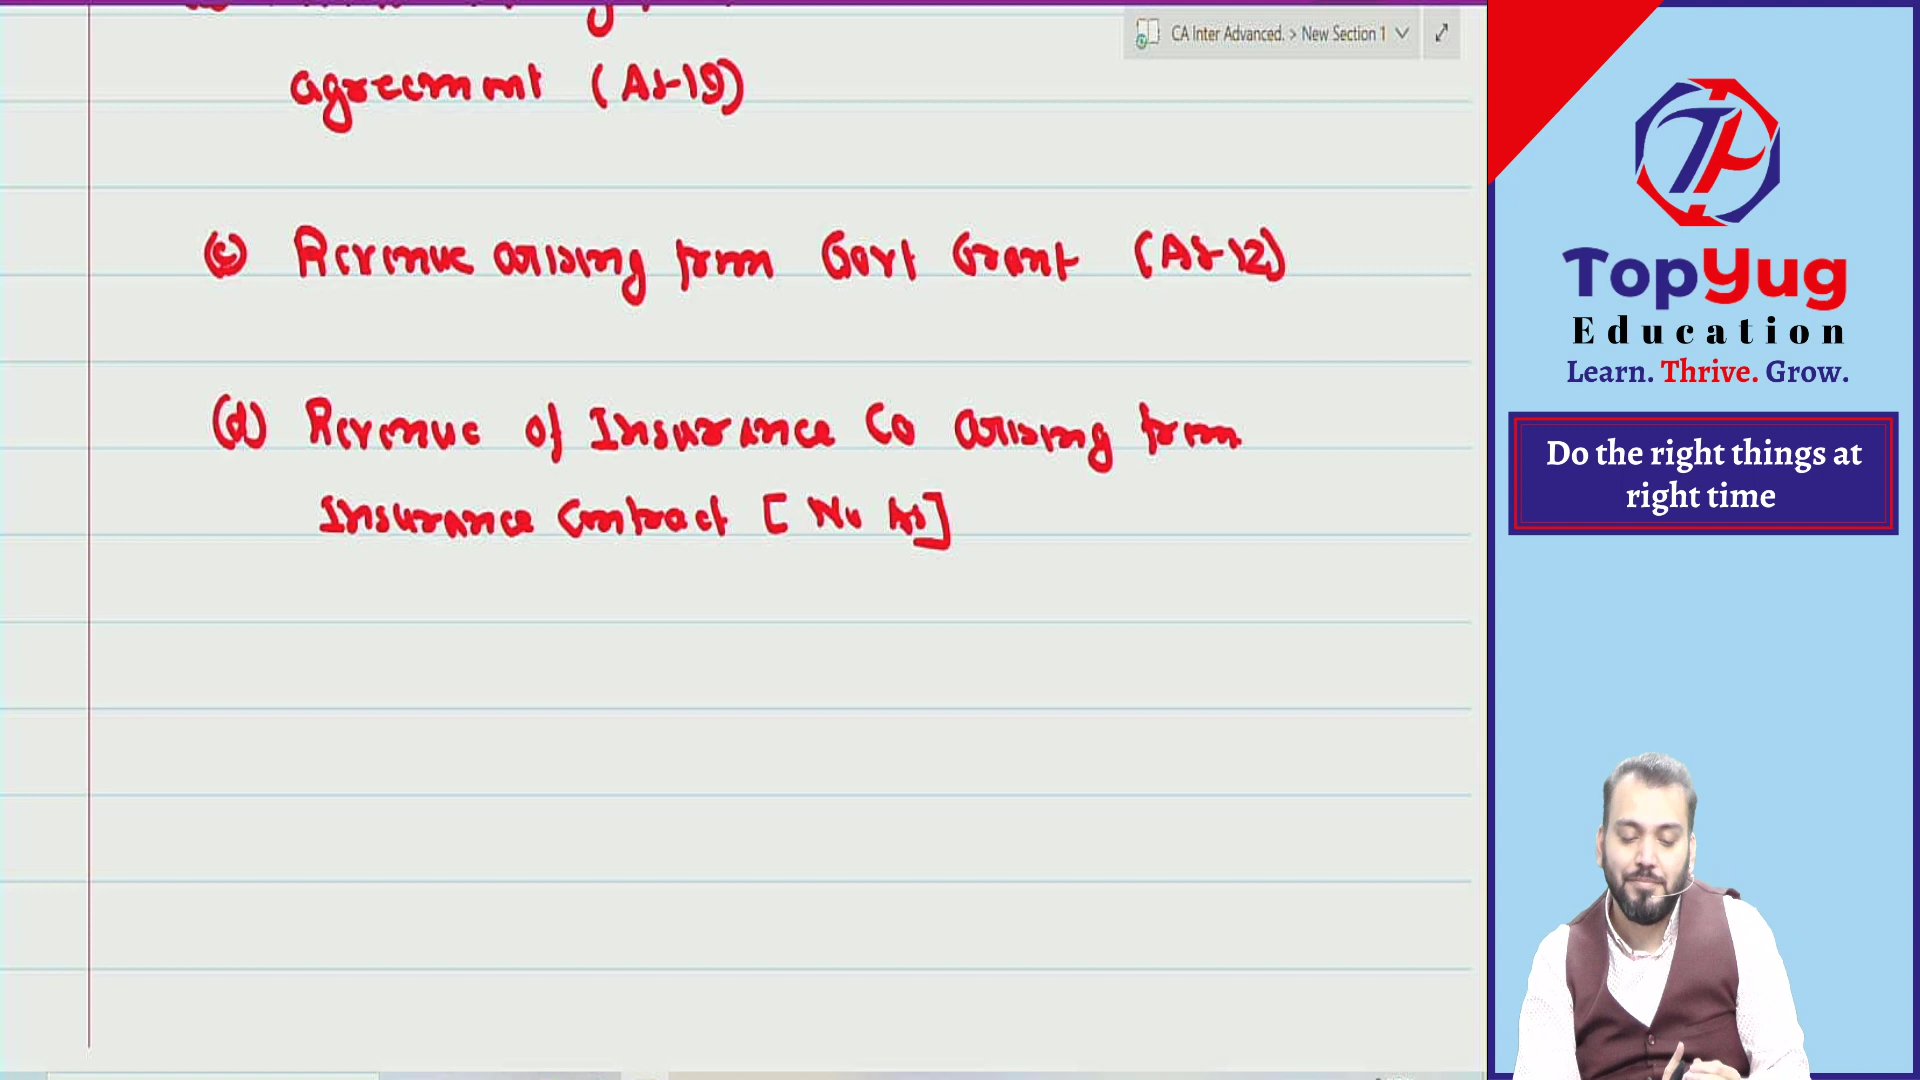 CA Inter Advanced. > New Section 1
agreement (AS-19)
(c) Revenue arising from Govt Grant (AS-12)
(d) Revenue of Insurance Co arising from
Insurance Contract [No AS]
TopYug
Education
Learn. Thrive. Grow.
Do the right things at
right time